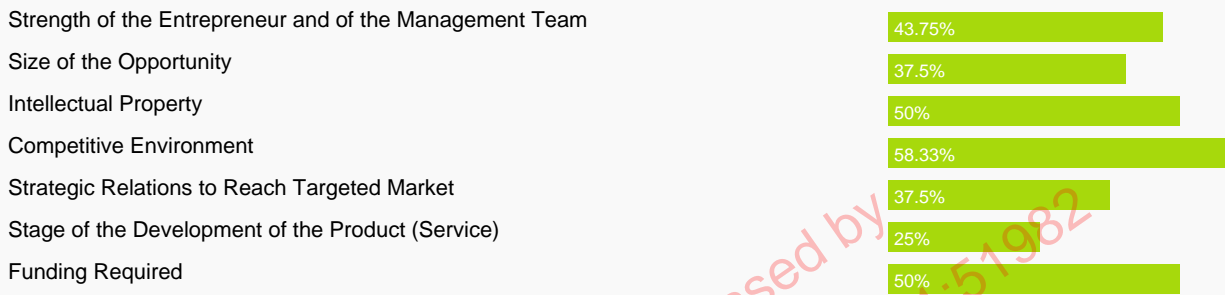 Strength of the Entrepreneur and of the Management Team 43.75%
Size of the Opportunity 37.5%
Intellectual Property 50%
Competitive Environment 58.33%
Strategic Relations to Reach Targeted Market 37.5%
Stage of the Development of the Product (Service) 25%
Funding Required 50%
by
51982